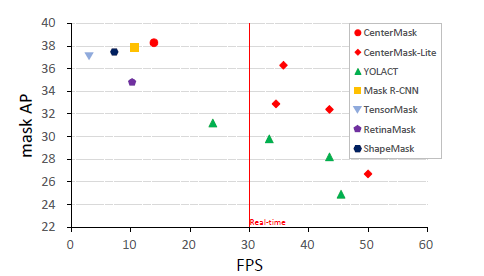 40
38
36
34
32
30
28
26
24
22
mask AP
CenterMask
CenterMask-Lite
YOLACT
Mask R-CNN
TensorMask
RetinaMask
ShapeMask
Real-time
0
10
20
30
40
50
60
FPS